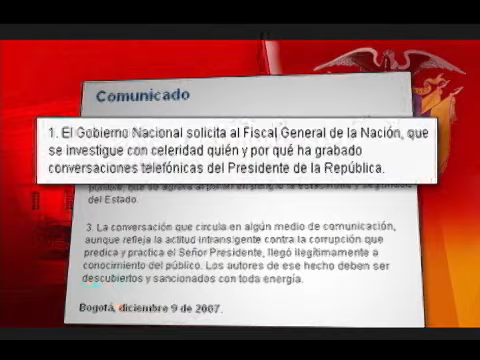 Comunicado
1. El Gobierno Nacional solicita al Fiscal General de la Nación, que
se investigue con celeridad quién y por qué ha grabado
conversaciones telefónicas del Presidente de la República.
del Estado.
3. La conversación que circula en algún medio de comunicación,
aunque refleja la actitud intransigente contra la corrupción que
predica y practica el Señor Presidente, llegó ilegítimamente a
conocimiento del público. Los autores de ese hecho deben ser
descubiertos y sancionados con toda energía.
Bogotá, diciembre 9 de 2007.